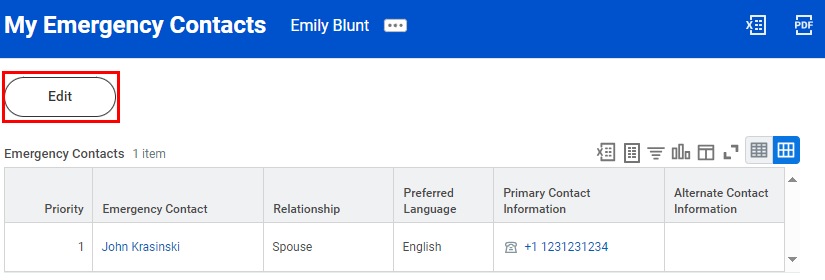 My Emergency Contacts Emily Blunt
PDF
Edit
Emergency Contacts 1 item
Priority Emergency Contact Relationship Preferred Language Primary Contact Information Alternate Contact Information
1 John Krasinski Spouse English +1 1231231234